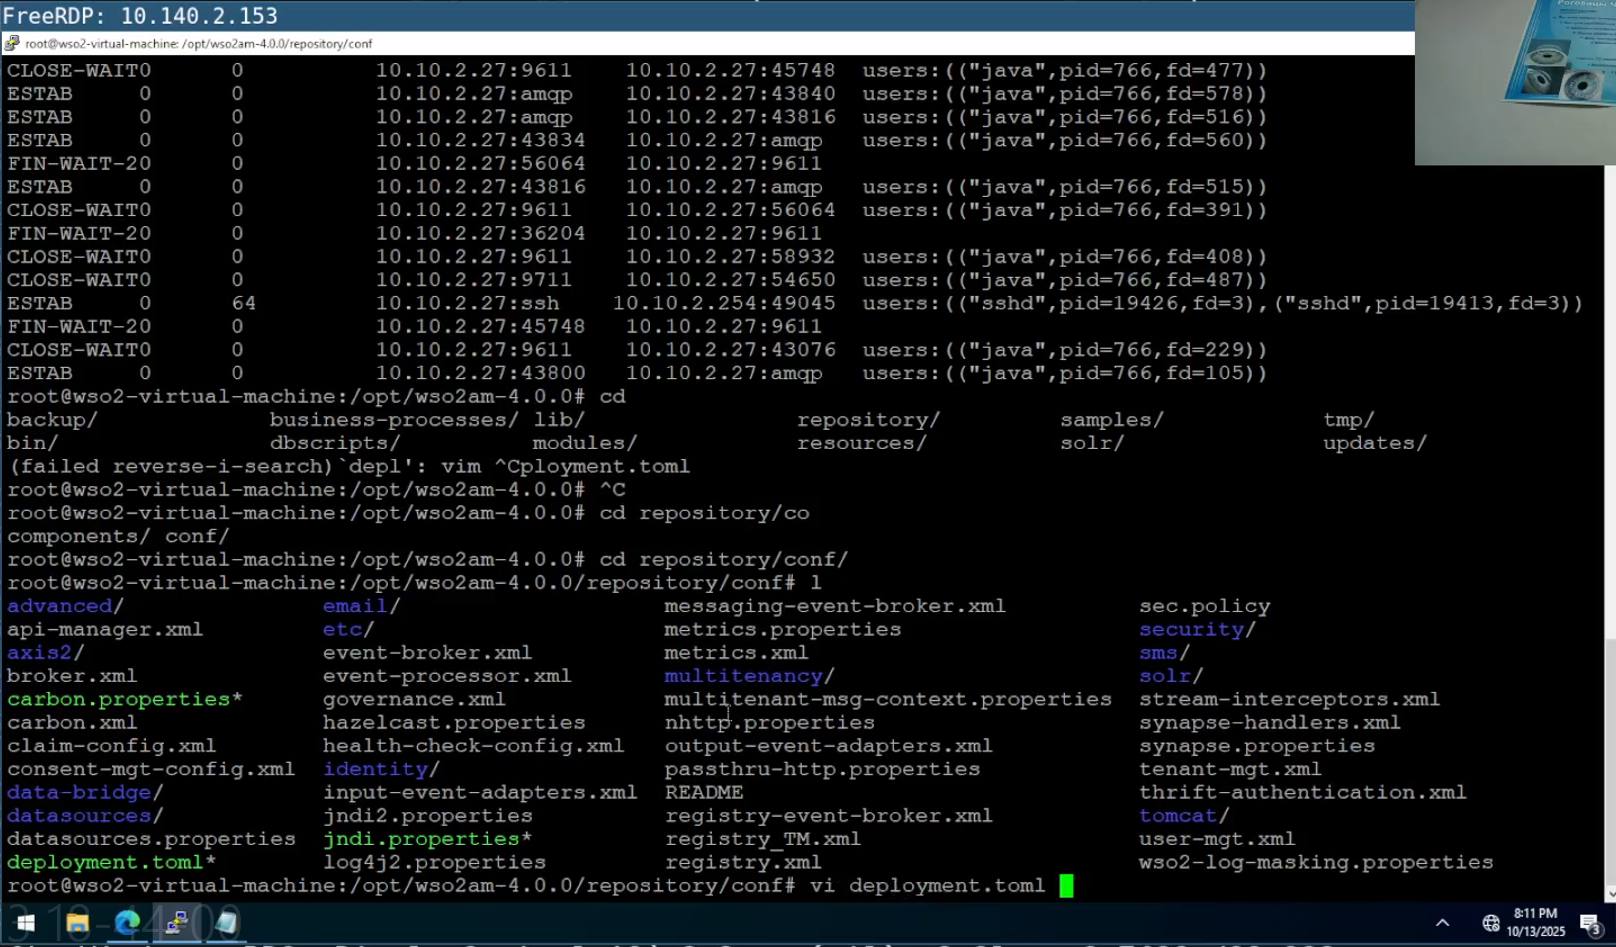 FreeRDP: 10.140.2.153
root@wso2-virtual-machine: /opt/wso2am-4.0.0/repository/conf
CLOSE-WAIT0 0 10.10.2.27:9611 10.10.2.27:45748 users:(("java",pid=766,fd=477))
ESTAB 0 0 10.10.2.27:amqp 10.10.2.27:43840 users:(("java",pid=766,fd=578))
ESTAB 0 0 10.10.2.27:amqp 10.10.2.27:43816 users:(("java",pid=766,fd=516))
ESTAB 0 0 10.10.2.27:43834 10.10.2.27:amqp users:(("java",pid=766,fd=560))
FIN-WAIT-20 0 10.10.2.27:56064 10.10.2.27:9611
ESTAB 0 0 10.10.2.27:43816 10.10.2.27:amqp users:(("java",pid=766,fd=515))
CLOSE-WAIT0 0 10.10.2.27:9611 10.10.2.27:56064 users:(("java",pid=766,fd=391))
FIN-WAIT-20 0 10.10.2.27:36204 10.10.2.27:9611
CLOSE-WAIT0 0 10.10.2.27:9611 10.10.2.27:58932 users:(("java",pid=766,fd=408))
CLOSE-WAIT0 0 10.10.2.27:9711 10.10.2.27:54650 users:(("java",pid=766,fd=487))
ESTAB 0 64 10.10.2.27:ssh 10.10.2.254:49045 users:(("sshd",pid=19426,fd=3),("sshd",pid=19413,fd=3))
FIN-WAIT-20 0 10.10.2.27:45748 10.10.2.27:9611
CLOSE-WAIT0 0 10.10.2.27:9611 10.10.2.27:43076 users:(("java",pid=766,fd=229))
ESTAB 0 0 10.10.2.27:43800 10.10.2.27:amqp users:(("java",pid=766,fd=105))
root@wso2-virtual-machine:/opt/wso2am-4.0.0# cd
backup/ business-processes/ lib/ repository/ samples/ tmp/
bin/ dbscripts/ modules/ resources/ solr/ updates/
(failed reverse-i-search)`depl': vim ^Cployment.toml
root@wso2-virtual-machine:/opt/wso2am-4.0.0# ^C
root@wso2-virtual-machine:/opt/wso2am-4.0.0# cd repository/co
components/ conf/
root@wso2-virtual-machine:/opt/wso2am-4.0.0# cd repository/conf/
root@wso2-virtual-machine:/opt/wso2am-4.0.0/repository/conf# l
advanced/ email/ messaging-event-broker.xml sec.policy
api-manager.xml etc/ metrics.properties security/
axis2/ event-broker.xml metrics.xml sms/
broker.xml event-processor.xml multitenancy/ solr/
carbon.properties* governance.xml multitenant-msg-context.properties stream-interceptors.xml
carbon.xml hazelcast.properties nhttp.properties synapse-handlers.xml
claim-config.xml health-check-config.xml output-event-adapters.xml synapse.properties
consent-mgt-config.xml identity/ passthru-http.properties tenant-mgt.xml
data-bridge/ input-event-adapters.xml README thrift-authentication.xml
datasources/ jndi2.properties registry-event-broker.xml tomcat/
datasources.properties jndi.properties* registry_TM.xml user-mgt.xml
deployment.toml* log4j2.properties registry.xml wso2-log-masking.properties
root@wso2-virtual-machine:/opt/wso2am-4.0.0/repository/conf# vi deployment.toml
8:11 PM
10/13/2025
3